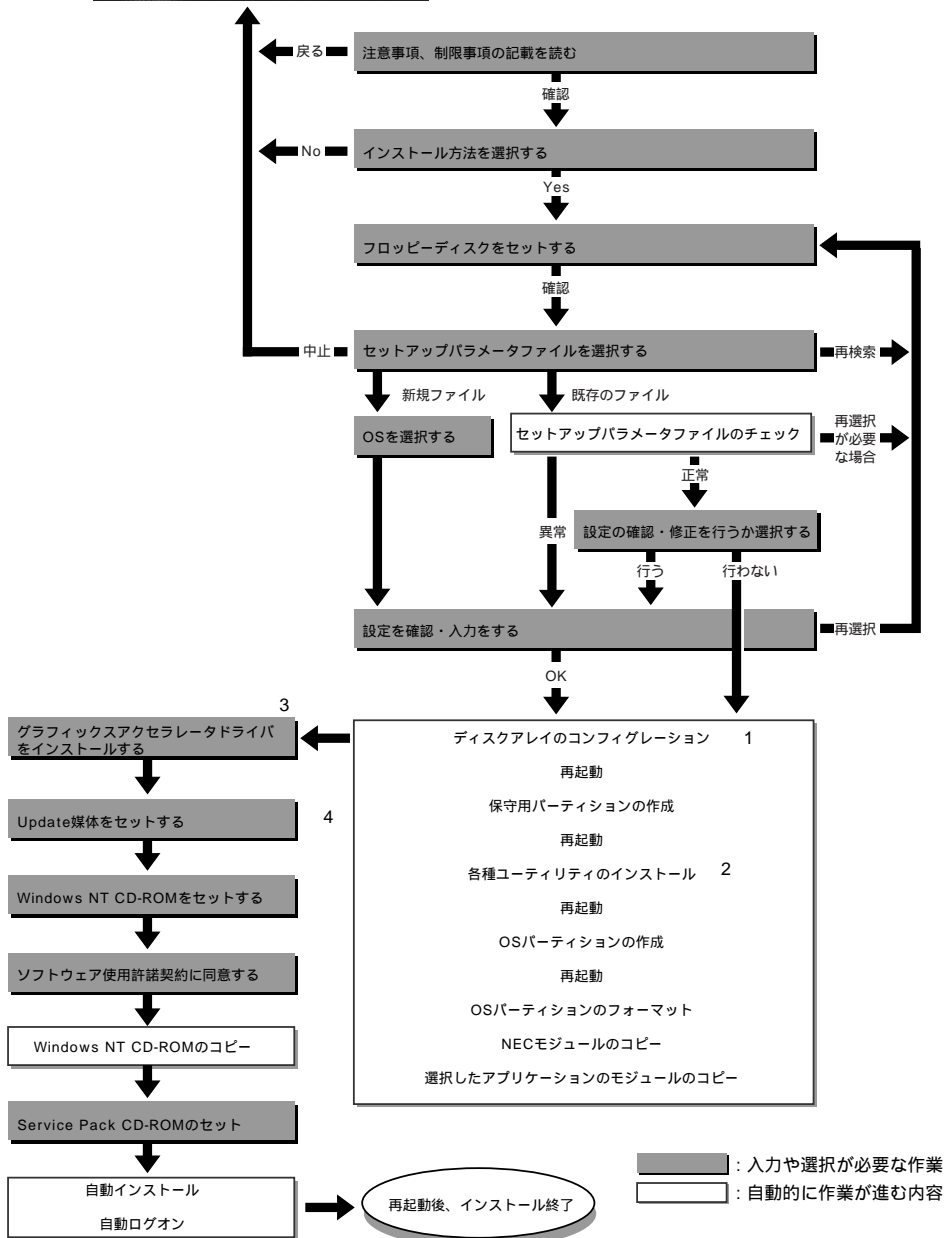 戻る
注意事項、制限事項の記載を読む
確認
No
インストール方法を選択する
Yes
フロッピーディスクをセットする
確認
中止
セットアップパラメータファイルを選択する
再検索
新規ファイル
既存のファイル
OSを選択する
セットアップパラメータファイルのチェック
再選択
が必要
な場合
正常
異常
設定の確認・修正を行うか選択する
行う
行わない
設定を確認・入力をする
再選択
OK
ディスクアレイのコンフィグレーション 1
再起動
保守用パーティションの作成
再起動
各種ユーティリティのインストール 2
再起動
OSパーティションの作成
再起動
OSパーティションのフォーマット
NECモジュールのコピー
選択したアプリケーションのモジュールのコピー
3
グラフィックスアクセラレータドライバ
をインストールする
Update媒体をセットする
4
Windows NT CD-ROMをセットする
ソフトウェア使用許諾契約に同意する
Windows NT CD-ROMのコピー
Service Pack CD-ROMのセット
自動インストール
自動ログオン
再起動後、インストール終了
：入力や選択が必要な作業
：自動的に作業が進む内容